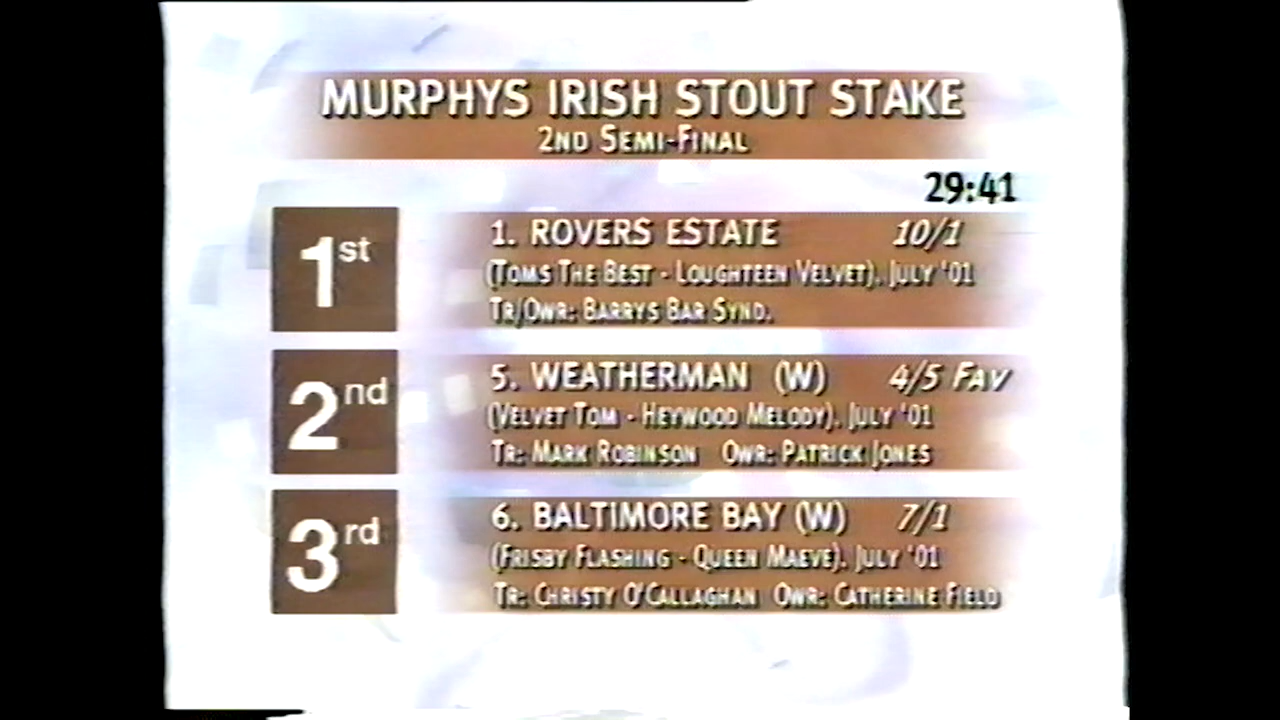 MURPHYS IRISH STOUT STAKE
2ND SEMI-FINAL
29:41
1st
1. ROVERS ESTATE 10/1
(TOMS THE BEST - LOUGHTEEN VELVET). JULY '01
TR/OWR: BARRYS BAR SYND.
2nd
5. WEATHERMAN (W) 4/5 FAV
(VELVET TOM - HEYWOOD MELODY). JULY '01
TR: MARK ROBINSON OWR: PATRICK JONES
3rd
6. BALTIMORE BAY (W) 7/1
(FRISBY FLASHING - QUEEN MAEVE). JULY '01
TR: CHRISTY O'CALLAGHAN OWR: CATHERINE FIELD